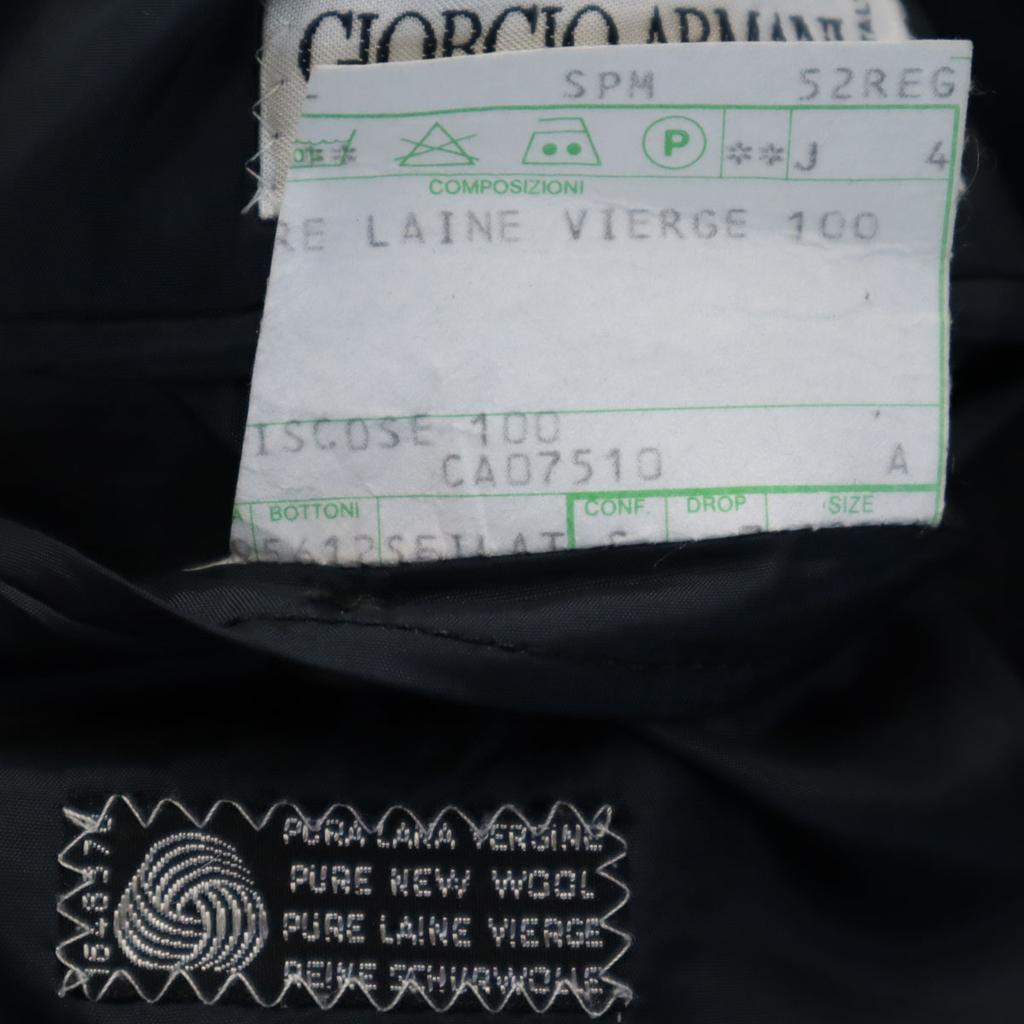 GIORGIO ARMANI
SPM 52REG
P ** J 4
COMPOSIZIONI
RE LAINE VIERGE 100
ISCOSE 100
CA07510 A
BOTTONI CONF. DROP SIZE
PURA LANA VERGINE
PURE NEW WOOL
PURE LAINE VIERGE
REINE SCHURWOLLE